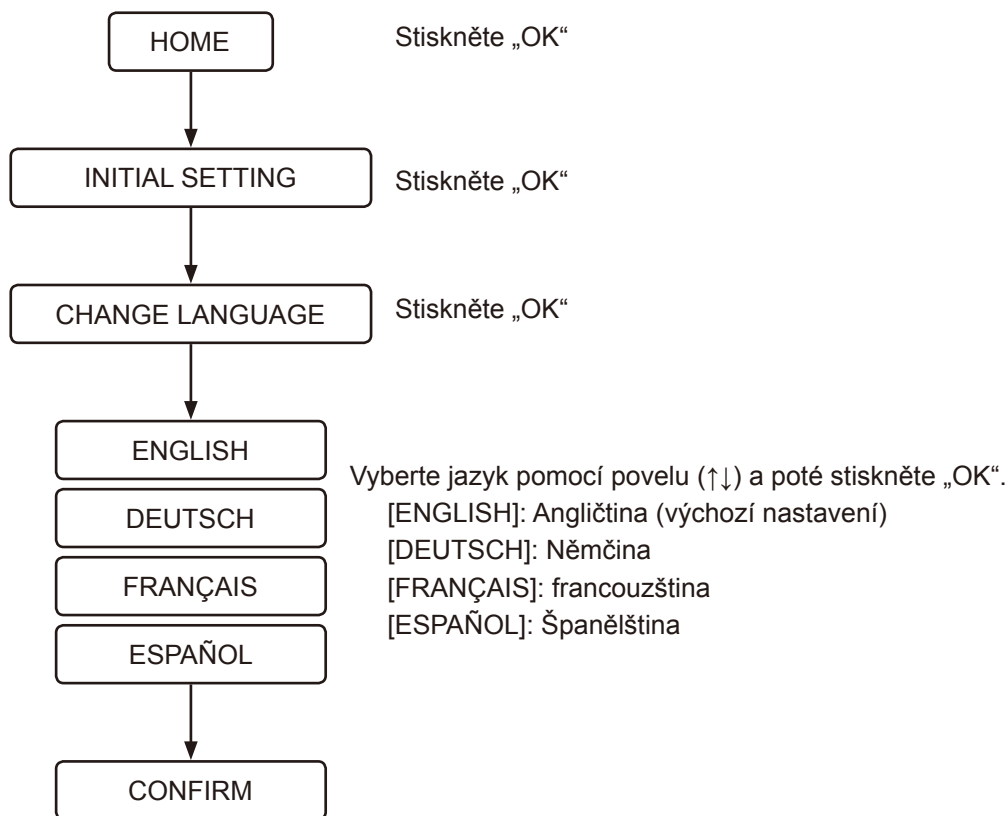 HOME
Stiskněte „OK“
INITIAL SETTING
Stiskněte „OK“
CHANGE LANGUAGE
Stiskněte „OK“
ENGLISH
DEUTSCH
FRANÇAIS
ESPAÑOL
Vyberte jazyk pomocí povelu (↑↓) a poté stiskněte „OK“.
[ENGLISH]: Angličtina (výchozí nastavení)
[DEUTSCH]: Němčina
[FRANÇAIS]: francouzština
[ESPAÑOL]: Španělština
CONFIRM